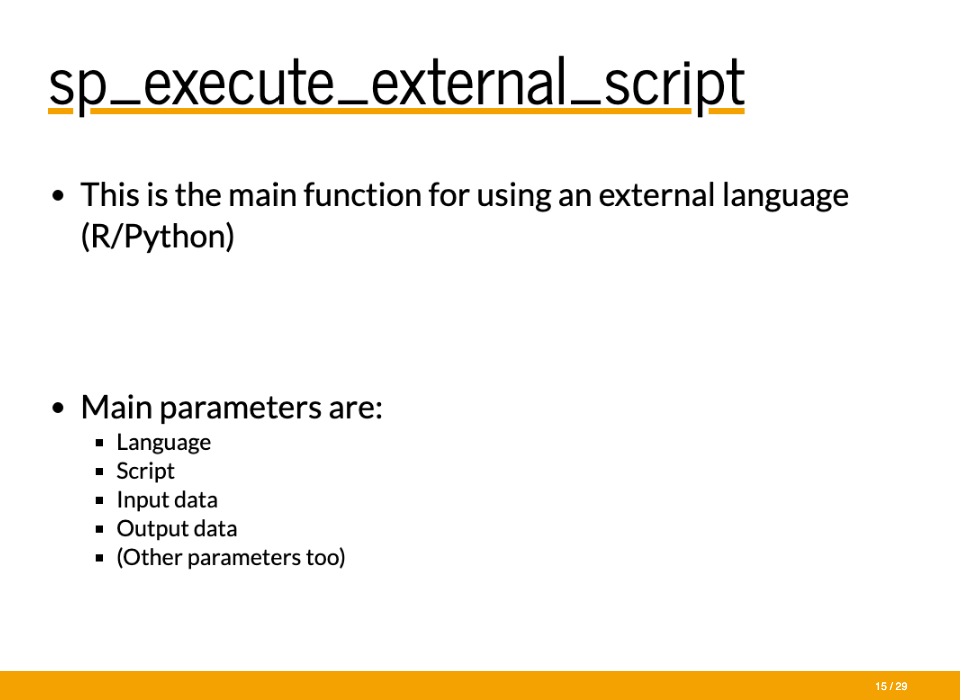 sp_execute_external_script
• This is the main function for using an external language
(R/Python)
• Main parameters are:
▪ Language
▪ Script
▪ Input data
▪ Output data
▪ (Other parameters too)
15 / 29